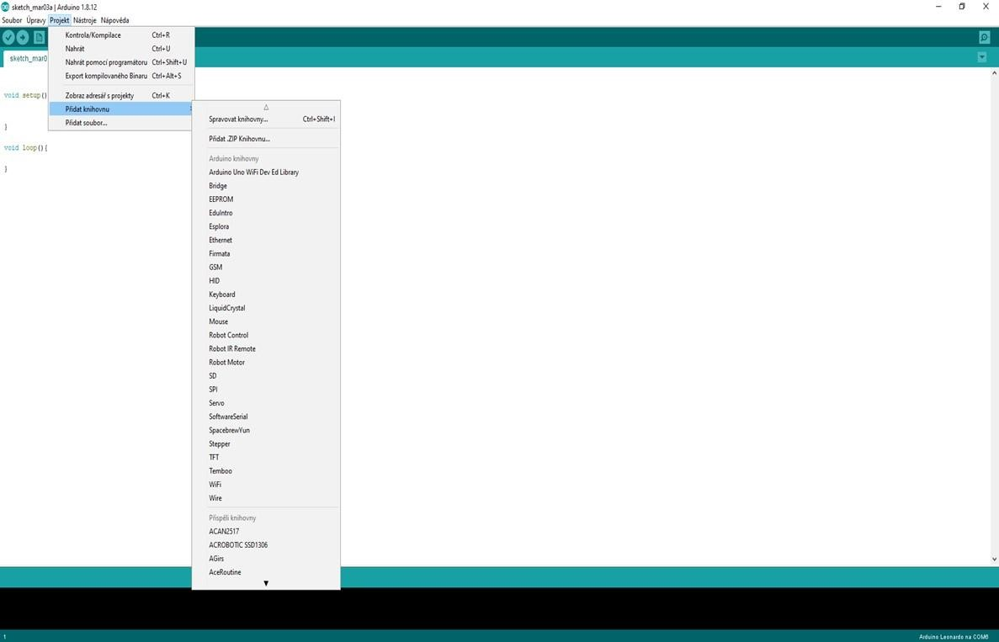 sketch_mar03a | Arduino 1.8.12
Soubor Úpravy Projekt Nástroje Nápověda
Kontrola/Kompilace Ctrl+R
Nahrát Ctrl+U
sketch_mar0
Nahrát pomocí programátoru Ctrl+Shift+U
Export kompilovaného Binaru Ctrl+Alt+S
void setup()
Zobraz adresář s projekty Ctrl+K
Přidat knihovnu
Přidat soubor...
}
void loop(){
}
Spravovat knihovny... Ctrl+Shift+I
Přidat .ZIP Knihovnu...
Arduino knihovny
Arduino Uno WiFi Dev Ed Library
Bridge
EEPROM
EduIntro
Esplora
Ethernet
Firmata
GSM
HID
Keyboard
LiquidCrystal
Mouse
Robot Control
Robot IR Remote
Robot Motor
SD
SPI
Servo
SoftwareSerial
SpacebrewYun
Stepper
TFT
Temboo
WiFi
Wire
Přispěli knihovny
ACAN2517
ACROBOTIC SSD1306
AGirs
AceRoutine
1
Arduino Leonardo na COM6